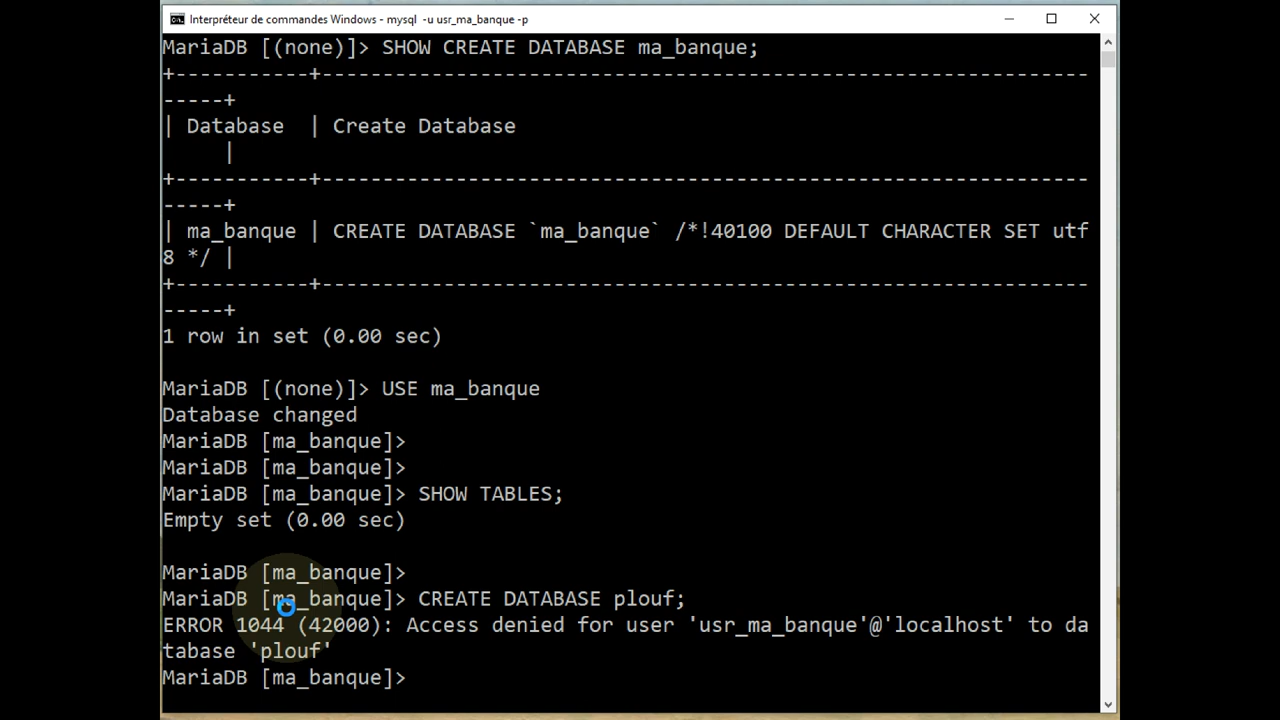 Interpréteur de commandes Windows - mysql  -u usr_ma_banque -p
MariaDB [(none)]> SHOW CREATE DATABASE ma_banque;
+-----------+---------------------------------------------------------------
-----+
| Database  | Create Database
     |
+-----------+---------------------------------------------------------------
-----+
| ma_banque | CREATE DATABASE `ma_banque` /*!40100 DEFAULT CHARACTER SET utf
8 */ |
+-----------+---------------------------------------------------------------
-----+
1 row in set (0.00 sec)
MariaDB [(none)]> USE ma_banque
Database changed
MariaDB [ma_banque]>
MariaDB [ma_banque]>
MariaDB [ma_banque]> SHOW TABLES;
Empty set (0.00 sec)
MariaDB [ma_banque]>
MariaDB [ma_banque]> CREATE DATABASE plouf;
ERROR 1044 (42000): Access denied for user 'usr_ma_banque'@'localhost' to da
tabase 'plouf'
MariaDB [ma_banque]>